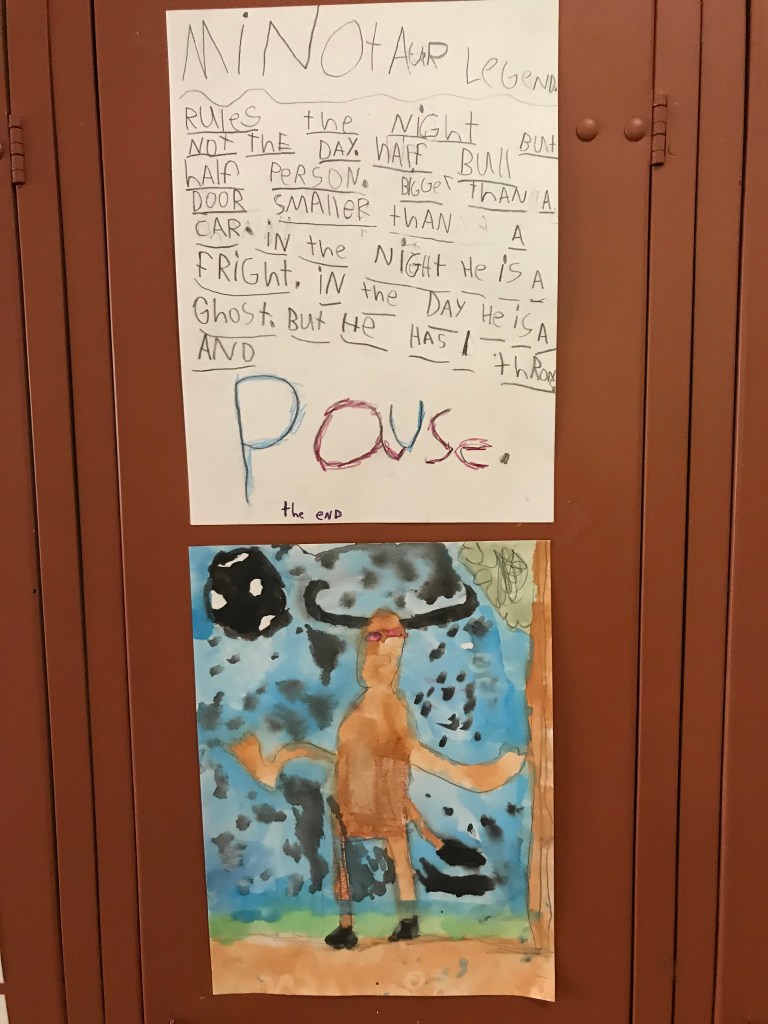 MiNOtAUR LEGEND.
RULES the NiGHT BUt
NOT THE DAY. hAlf BUll
hAlf PERSON. BiGGer THAN A
DOOR SMAllER thAN A
CAR. iN the NiGHT He iS A
FRiGHT. iN the DAY He iS A
GHOST. BUt He HAS 1
AND
POUSe.
the END